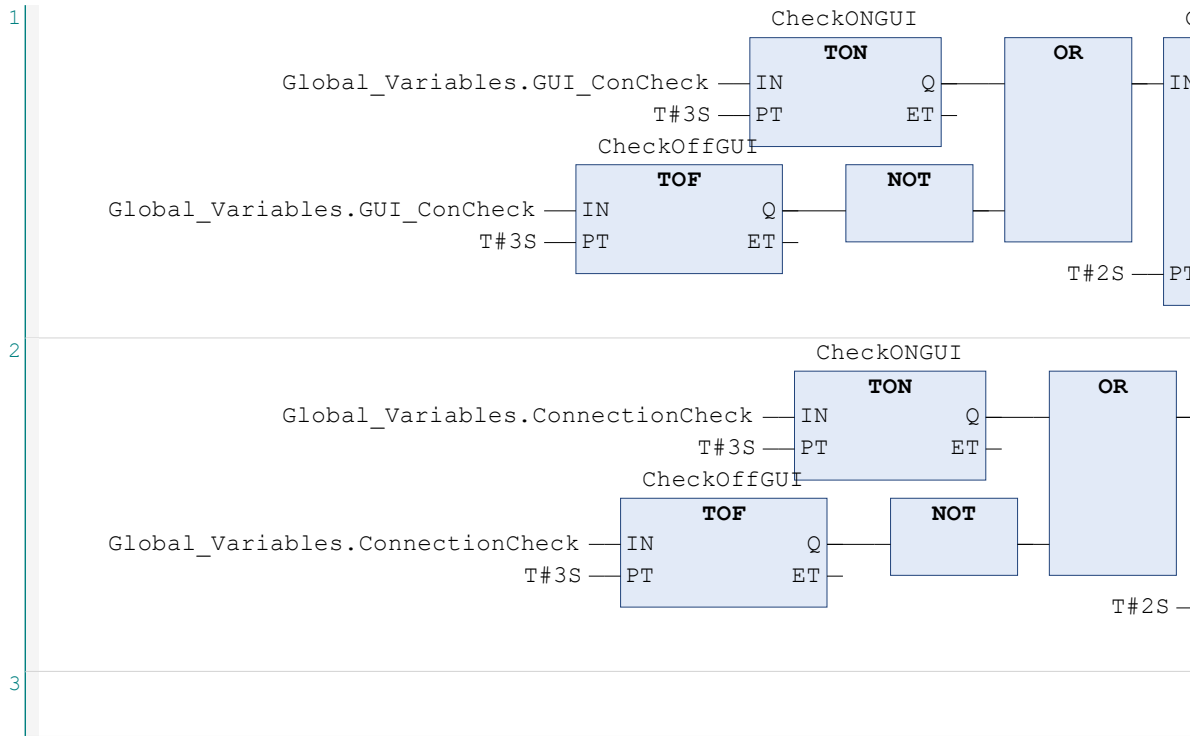 1
CheckONGUI
TON
OR
Global_Variables.GUI_ConCheck
IN
Q
IN
T#3S
PT
ET
CheckOffGUI
TOF
NOT
Global_Variables.GUI_ConCheck
IN
Q
T#3S
PT
ET
T#2S
2
CheckONGUI
TON
OR
Global_Variables.ConnectionCheck
IN
Q
T#3S
PT
ET
CheckOffGUI
TOF
NOT
Global_Variables.ConnectionCheck
IN
Q
T#3S
PT
ET
T#2S
3